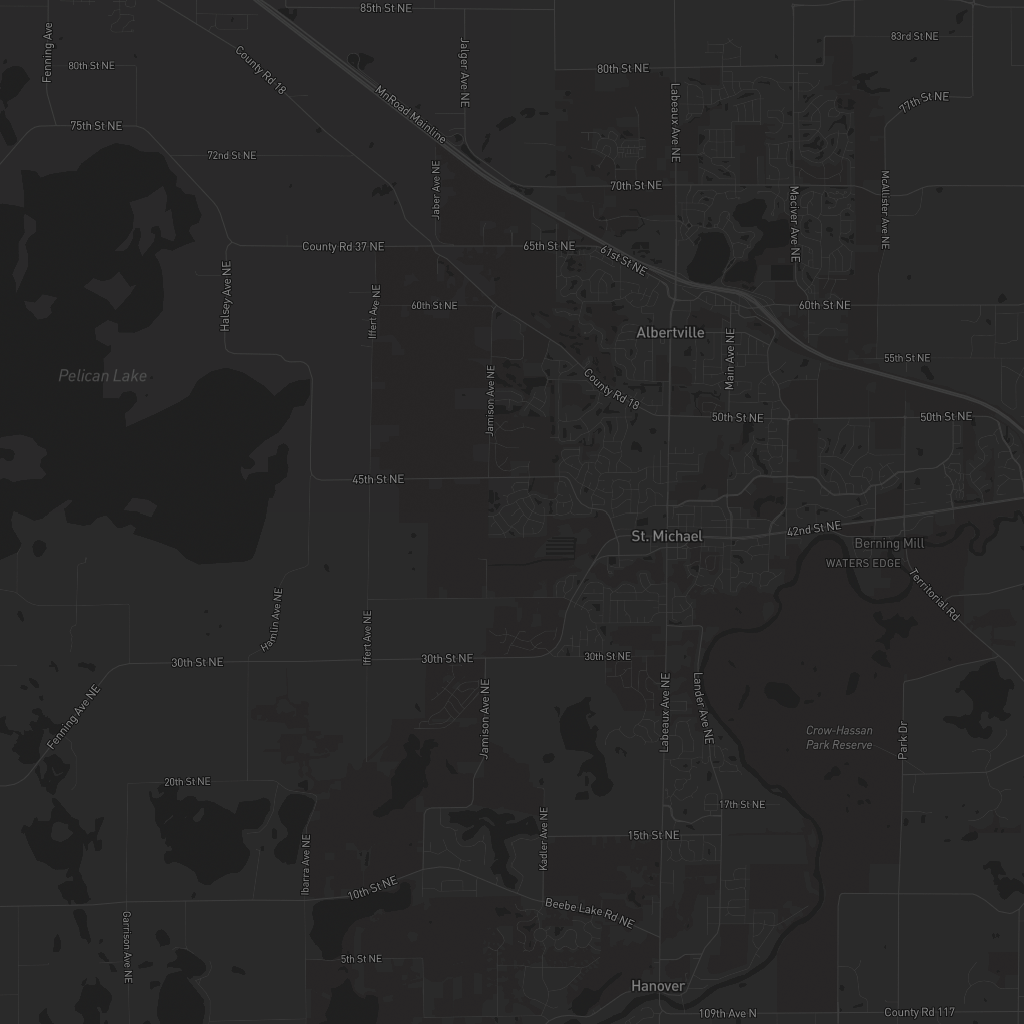 85th St NE
Fenning Ave
83rd St NE
80th St NE
Jalger Ave NE
County Rd 18
80th St NE
Labeaux Ave NE
77th St NE
MnRoad Mainline
75th St NE
72nd St NE
Jaber Ave NE
70th St NE
Maciver Ave NE
McAllister Ave NE
County Rd 37 NE
65th St NE
61st St NE
Halsey Ave NE
Iffert Ave NE
60th St NE
60th St NE
Albertville
Main Ave NE
55th St NE
Pelican Lake
Jamison Ave NE
County Rd 18
50th St NE
50th St NE
45th St NE
St. Michael
42nd St NE
Berning Mill
WATERS EDGE
Territorial Rd
Hamlin Ave NE
Iffert Ave NE
30th St NE
30th St NE
30th St NE
Fenning Ave NE
Jamison Ave NE
Labeaux Ave NE
Lander Ave NE
Crow-Hassan
Park Reserve
Park Dr
20th St NE
17th St NE
15th St NE
Kadler Ave NE
Ibarra Ave NE
10th St NE
Beebe Lake Rd NE
Garrison Ave NE
5th St NE
Hanover
109th Ave N
County Rd 117